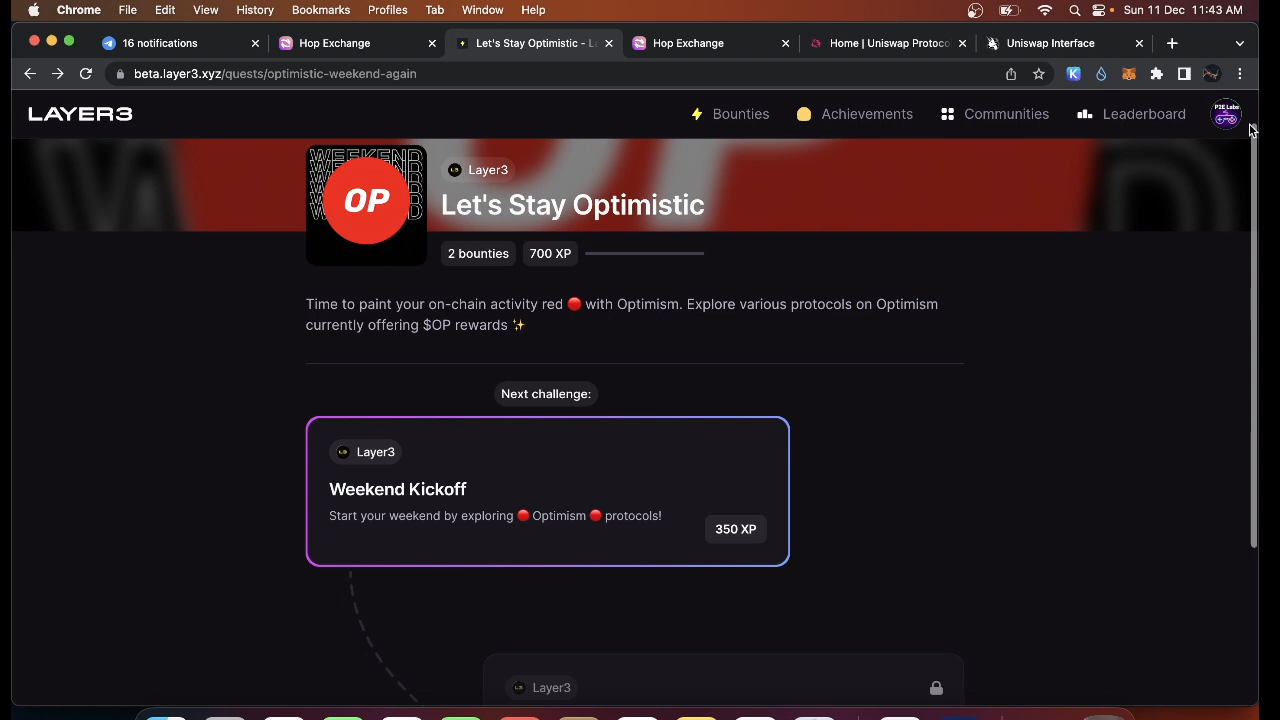 Chrome File Edit View History Bookmarks Profiles Tab Window Help Sun 11 Dec 11:43 AM
16 notifications Hop Exchange Let's Stay Optimistic - L Hop Exchange Home | Uniswap Protoco Uniswap Interface
beta.layer3.xyz/quests/optimistic-weekend-again
LAYER3 Bounties Achievements Communities Leaderboard P2E Labs
WEEKEND
OP
Layer3
Let's Stay Optimistic
2 bounties 700 XP
Time to paint your on-chain activity red 🔴 with Optimism. Explore various protocols on Optimism
currently offering $OP rewards ✨
Next challenge:
Layer3
Weekend Kickoff
Start your weekend by exploring 🔴 Optimism 🔴 protocols!
350 XP
Layer3